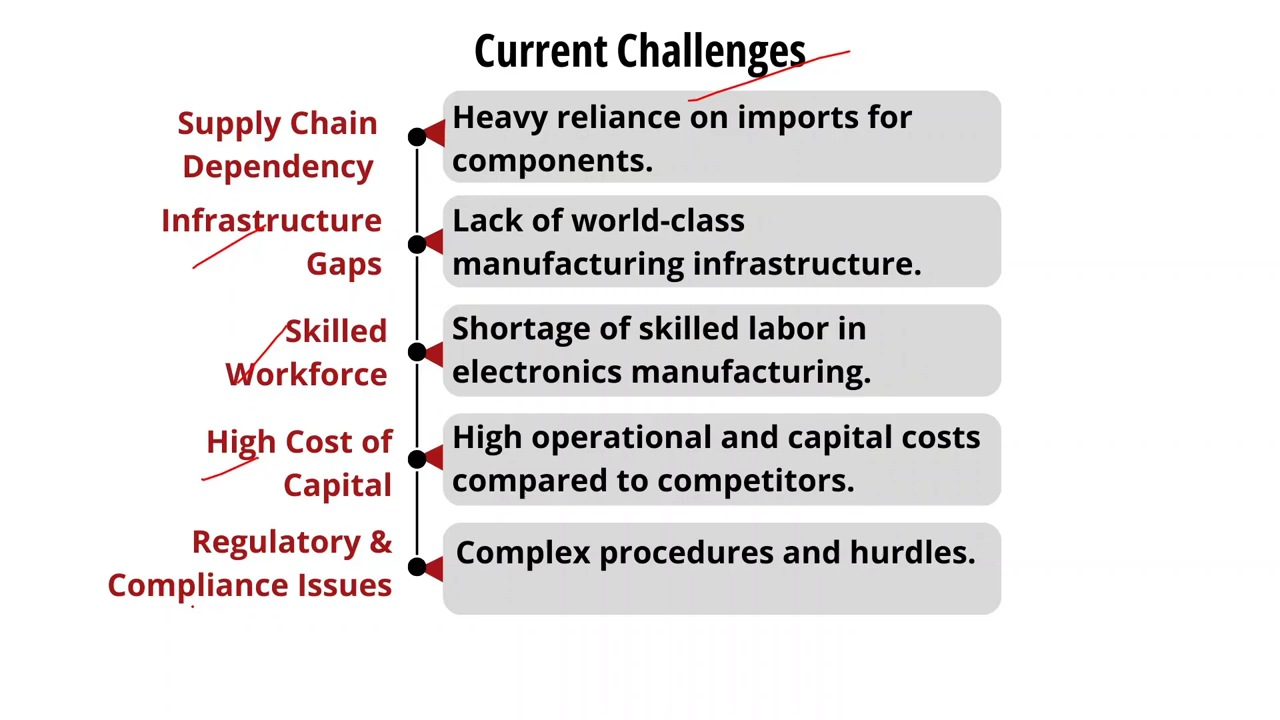 Current Challenges
Supply Chain
Dependency
Heavy reliance on imports for
components.
Infrastructure
Gaps
Lack of world-class
manufacturing infrastructure.
Skilled
Workforce
Shortage of skilled labor in
electronics manufacturing.
High Cost of
Capital
High operational and capital costs
compared to competitors.
Regulatory &
Compliance Issues
Complex procedures and hurdles.